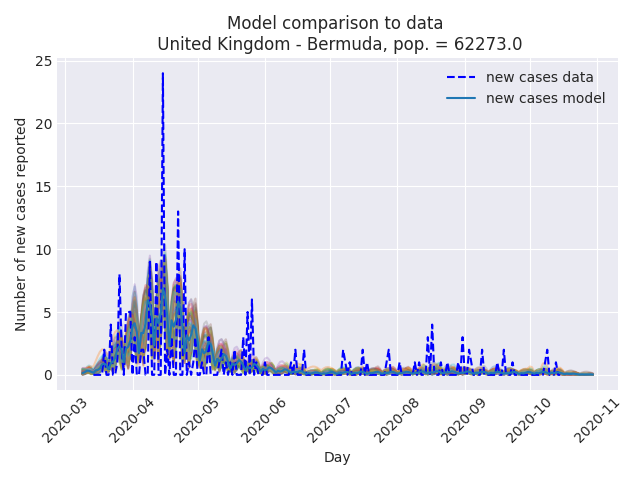 Model comparison to data
United Kingdom - Bermuda, pop. = 62273.0
Number of new cases reported
25
20
15
10
5
0
new cases data
new cases model
2020-03
2020-04
2020-05
2020-06
2020-07
2020-08
2020-09
2020-10
2020-11
Day